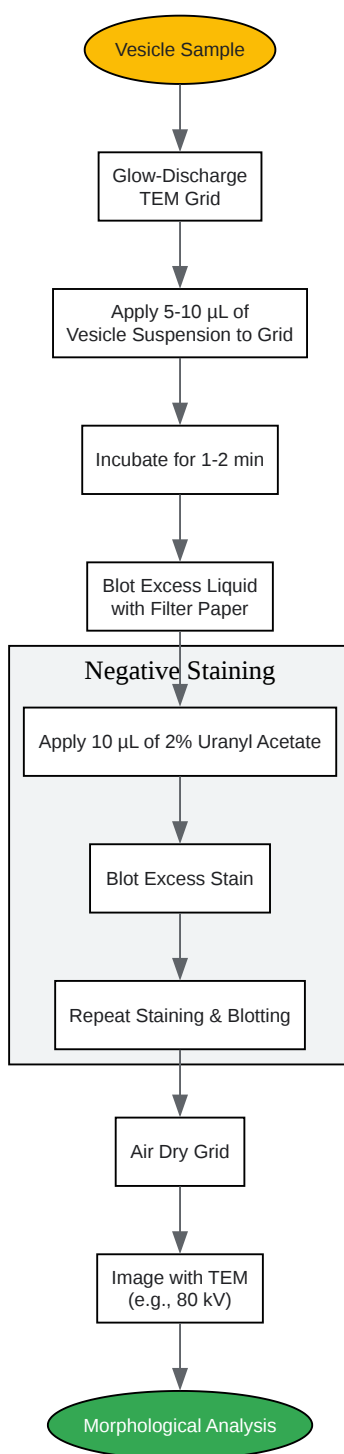 Vesicle Sample
Glow-Discharge
TEM Grid
Apply 5-10 µL of
Vesicle Suspension to Grid
Incubate for 1-2 min
Blot Excess Liquid
with Filter Paper
Negative Staining
Apply 10 µL of 2% Uranyl Acetate
Blot Excess Stain
Repeat Staining & Blotting
Air Dry Grid
Image with TEM
(e.g., 80 kV)
Morphological Analysis